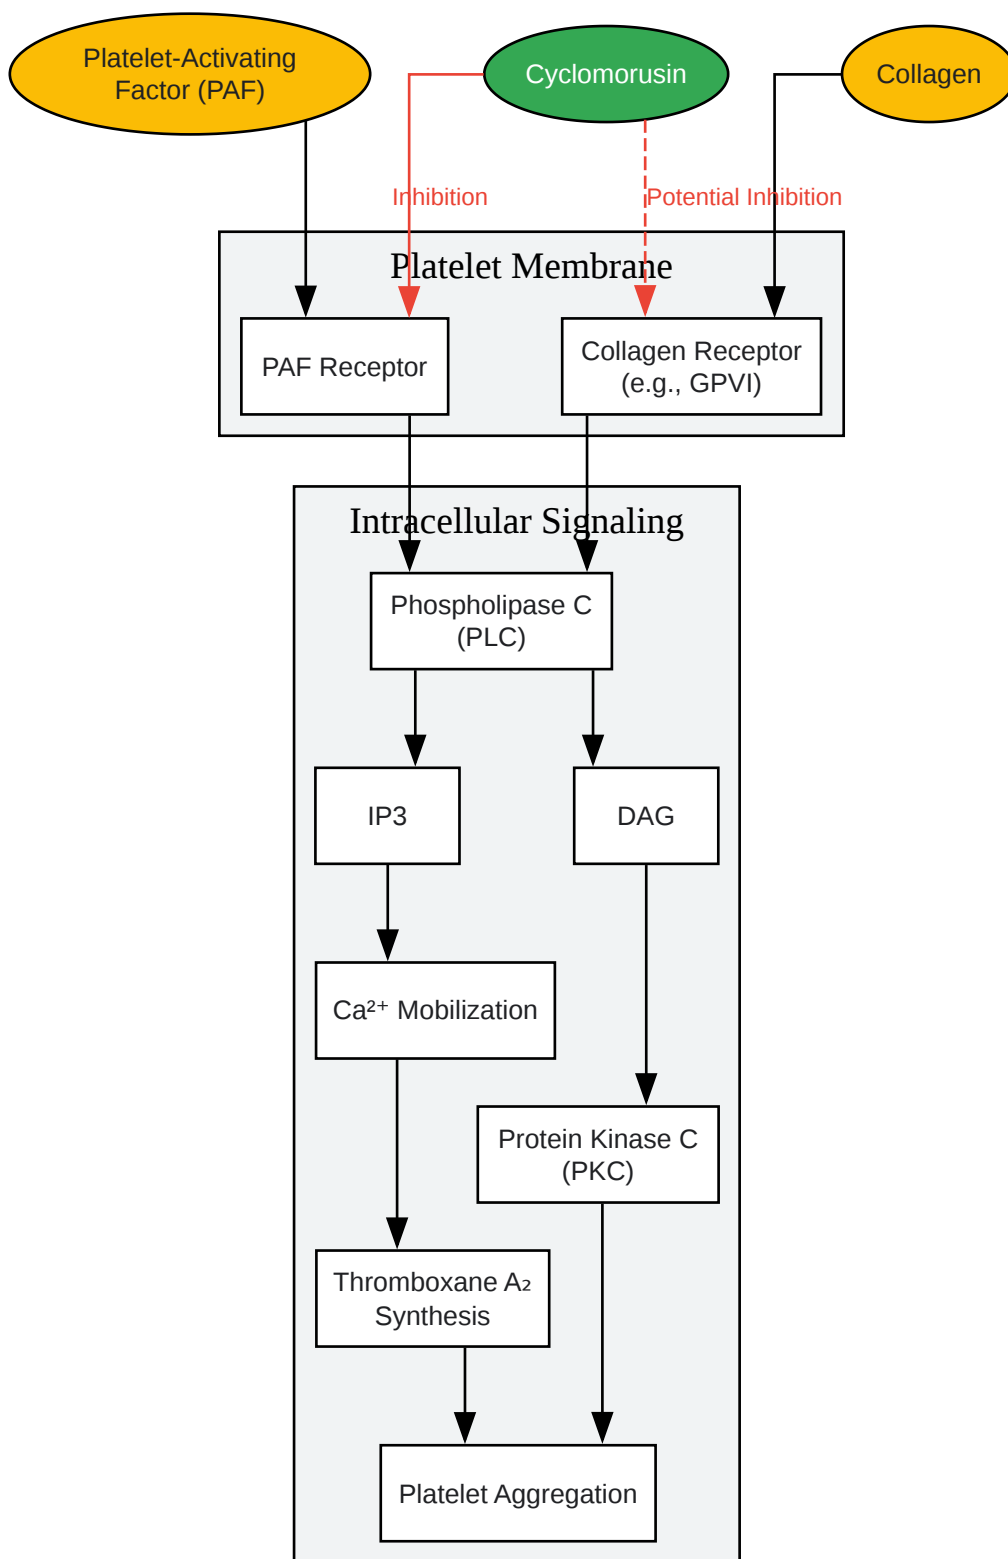 Platelet-Activating
Factor (PAF)
Cyclomorusin
Collagen
Inhibition
Potential Inhibition
Platelet Membrane
PAF Receptor
Collagen Receptor
(e.g., GPVI)
Intracellular Signaling
Phospholipase C
(PLC)
IP3
DAG
Ca²⁺ Mobilization
Protein Kinase C
(PKC)
Thromboxane A₂
Synthesis
Platelet Aggregation